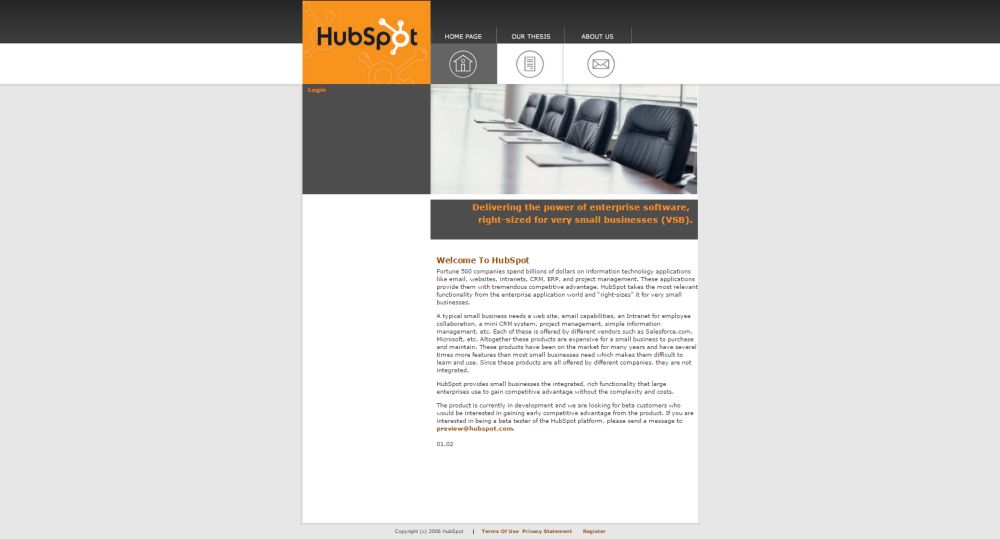 HubSpot
HOME PAGE
OUR THESIS
ABOUT US
Login
Delivering the power of enterprise software,
right-sized for very small businesses (VSB).
Welcome To HubSpot
Fortune 500 companies spend billions of dollars on information technology applications
like email, websites, intranets, CRM, ERP, and project management. These applications
provide them with tremendous competitive advantage. HubSpot takes the most relevant
functionality from the enterprise application world and "right-sizes" it for very small
businesses.
A typical small business needs a web site, email capabilities, an Intranet for employee
collaboration, a mini CRM system, project management, simple information
management, etc. Each of these is offered by different vendors such as Salesforce.com,
Microsoft, etc. Altogether these products are expensive for a small business to purchase
and maintain. These products have been on the market for many years and have several
times more features than most small businesses need which makes them difficult to
learn and use. Since these products are all offered by different companies, they are not
integrated.
HubSpot provides small businesses the integrated, rich functionality that large
enterprises use to gain competitive advantage without the complexity and costs.
The product is currently in development and we are looking for beta customers who
would be interested in gaining early competitive advantage from the product. If you are
interested in being a beta tester of the HubSpot platform, please send a message to
preview@hubspot.com.
01.02
Copyright (c) 2006 HubSpot | Terms Of Use Privacy Statement Register